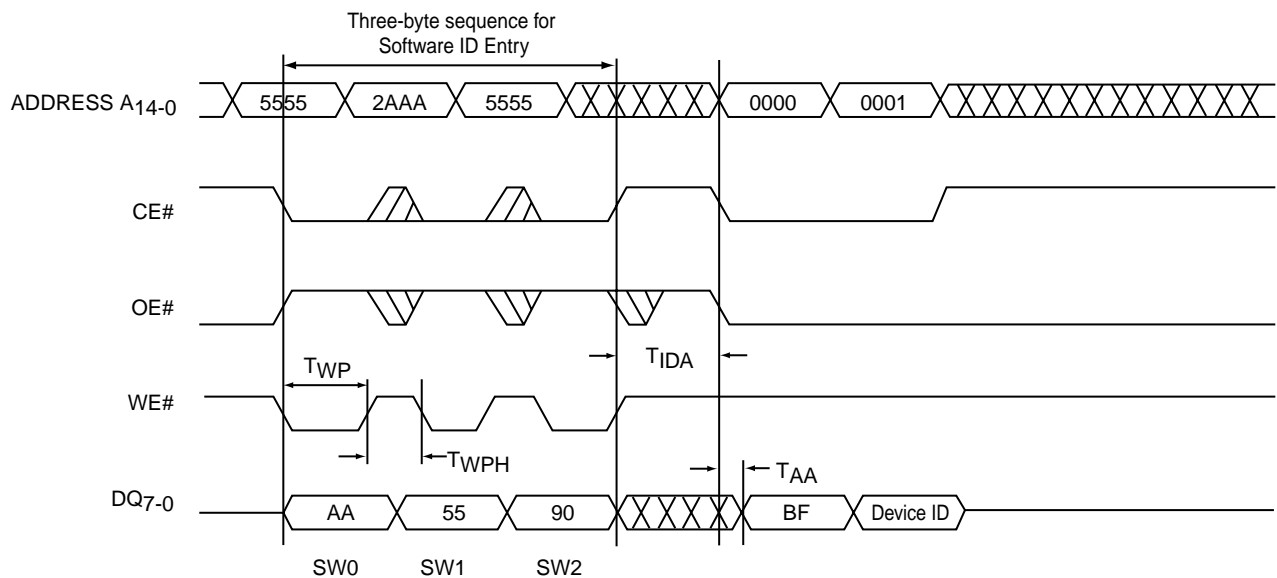 Three-byte sequence for
Software ID Entry
ADDRESS A14-0
5555
2AAA
5555
0000
0001
CE#
OE#
TIDA
TWP
WE#
TWPH
TAA
DQ7-0
AA
55
90
BF
Device ID
SW0
SW1
SW2